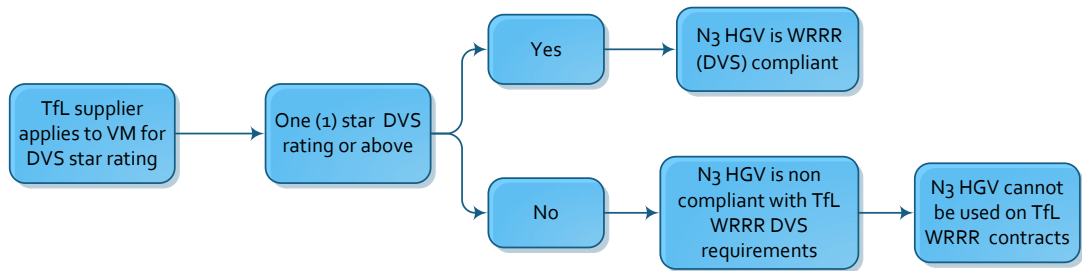 TfL supplier
applies to VM for
DVS star rating
One (1) star DVS
rating or above
Yes
N3 HGV is WRRR
(DVS) compliant
No
N3 HGV is non
compliant with TfL
WRRR DVS
requirements
N3 HGV cannot
be used on TfL
WRRR contracts